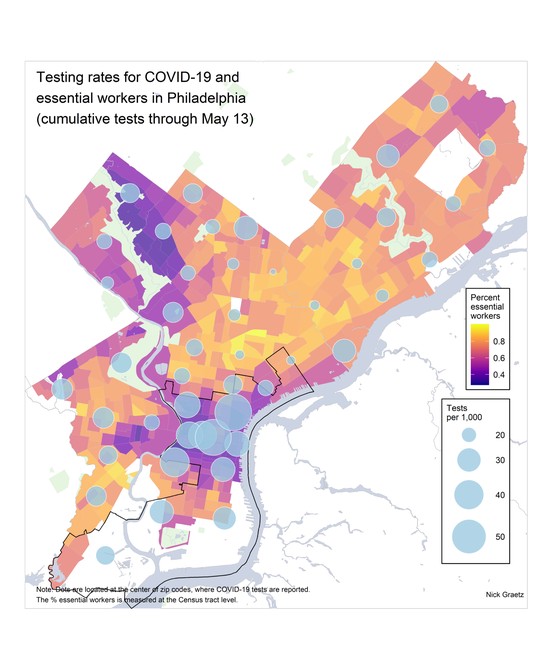 Testing rates for COVID-19 and
essential workers in Philadelphia
(cumulative tests through May 13)
Percent
essential
workers
0.8
0.6
0.4
Tests
per 1,000
20
30
40
50
Note: Dots are located at the center of zip codes, where COVID-19 tests are reported.
The % essential workers is measured at the Census tract level.
Nick Graetz